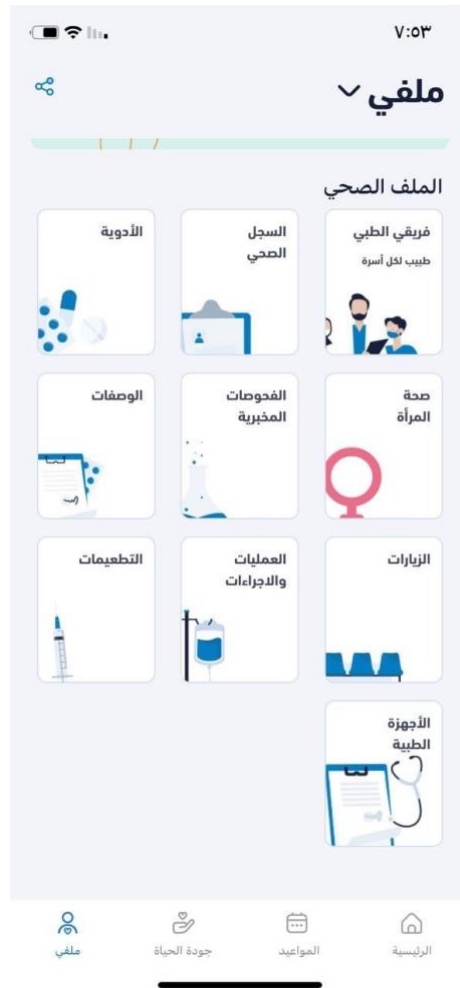 ٧:٥٣
ملفي
الملف الصحي
فريقي الطبي
طبيب لكل أسرة
السجل
الصحي
الأدوية
صحة
المرأة
الفحوصات
المخبرية
الوصفات
الزيارات
العمليات
والاجراءات
التطعيمات
الأجهزة
الطبية
الرئيسية
المواعيد
جودة الحياة
ملفي